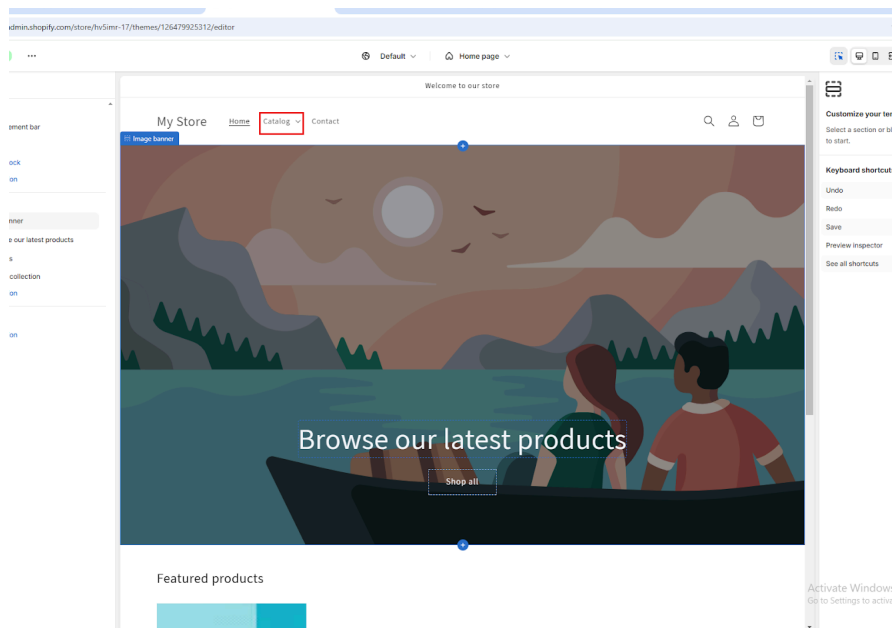 admin.shopify.com/store/hv5imr-17/themes/126479925312/editor
Default
Home page
Welcome to our store
My Store Home Catalog Contact
Image banner
Browse our latest products
Shop all
Featured products
ement bar
ock
on
nner
e our latest products
s
collection
on
on
Customize your ter
Select a section or bl
to start.
Keyboard shortcut
Undo
Redo
Save
Preview inspector
See all shortcuts
Activate Windows
Go to Settings to activa